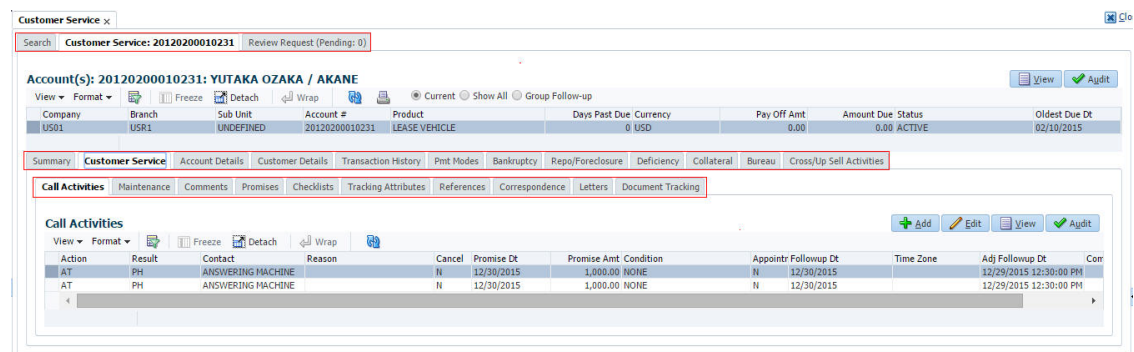 Customer Service × Clo
Search Customer Service: 20120200010231 Review Request (Pending: 0)
Account(s): 20120200010231: YUTAKA OZAKA / AKANE View Audit
View Format Freeze Detach Wrap Current Show All Group Follow-up
Company Branch Sub Unit Account # Product Days Past Due Currency Pay Off Amt Amount Due Status Oldest Due Dt
US01 USR1 UNDEFINED 20120200010231 LEASE VEHICLE 0 USD 0.00 0.00 ACTIVE 02/10/2015
Summary Customer Service Account Details Customer Details Transaction History Pmt Modes Bankruptcy Repo/Foreclosure Deficiency Collateral Bureau Cross/Up Sell Activities
Call Activities Maintenance Comments Promises Checklists Tracking Attributes References Correspondence Letters Document Tracking
Call Activities Add Edit View Audit
View Format Freeze Detach Wrap
Action Result Contact Reason Cancel Promise Dt Promise Amt Condition Appointr Followup Dt Time Zone Adj Followup Dt Com
AT PH ANSWERING MACHINE N 12/30/2015 1,000.00 NONE N 12/30/2015 12/29/2015 12:30:00 PM
AT PH ANSWERING MACHINE N 12/30/2015 1,000.00 NONE N 12/30/2015 12/29/2015 12:30:00 PM